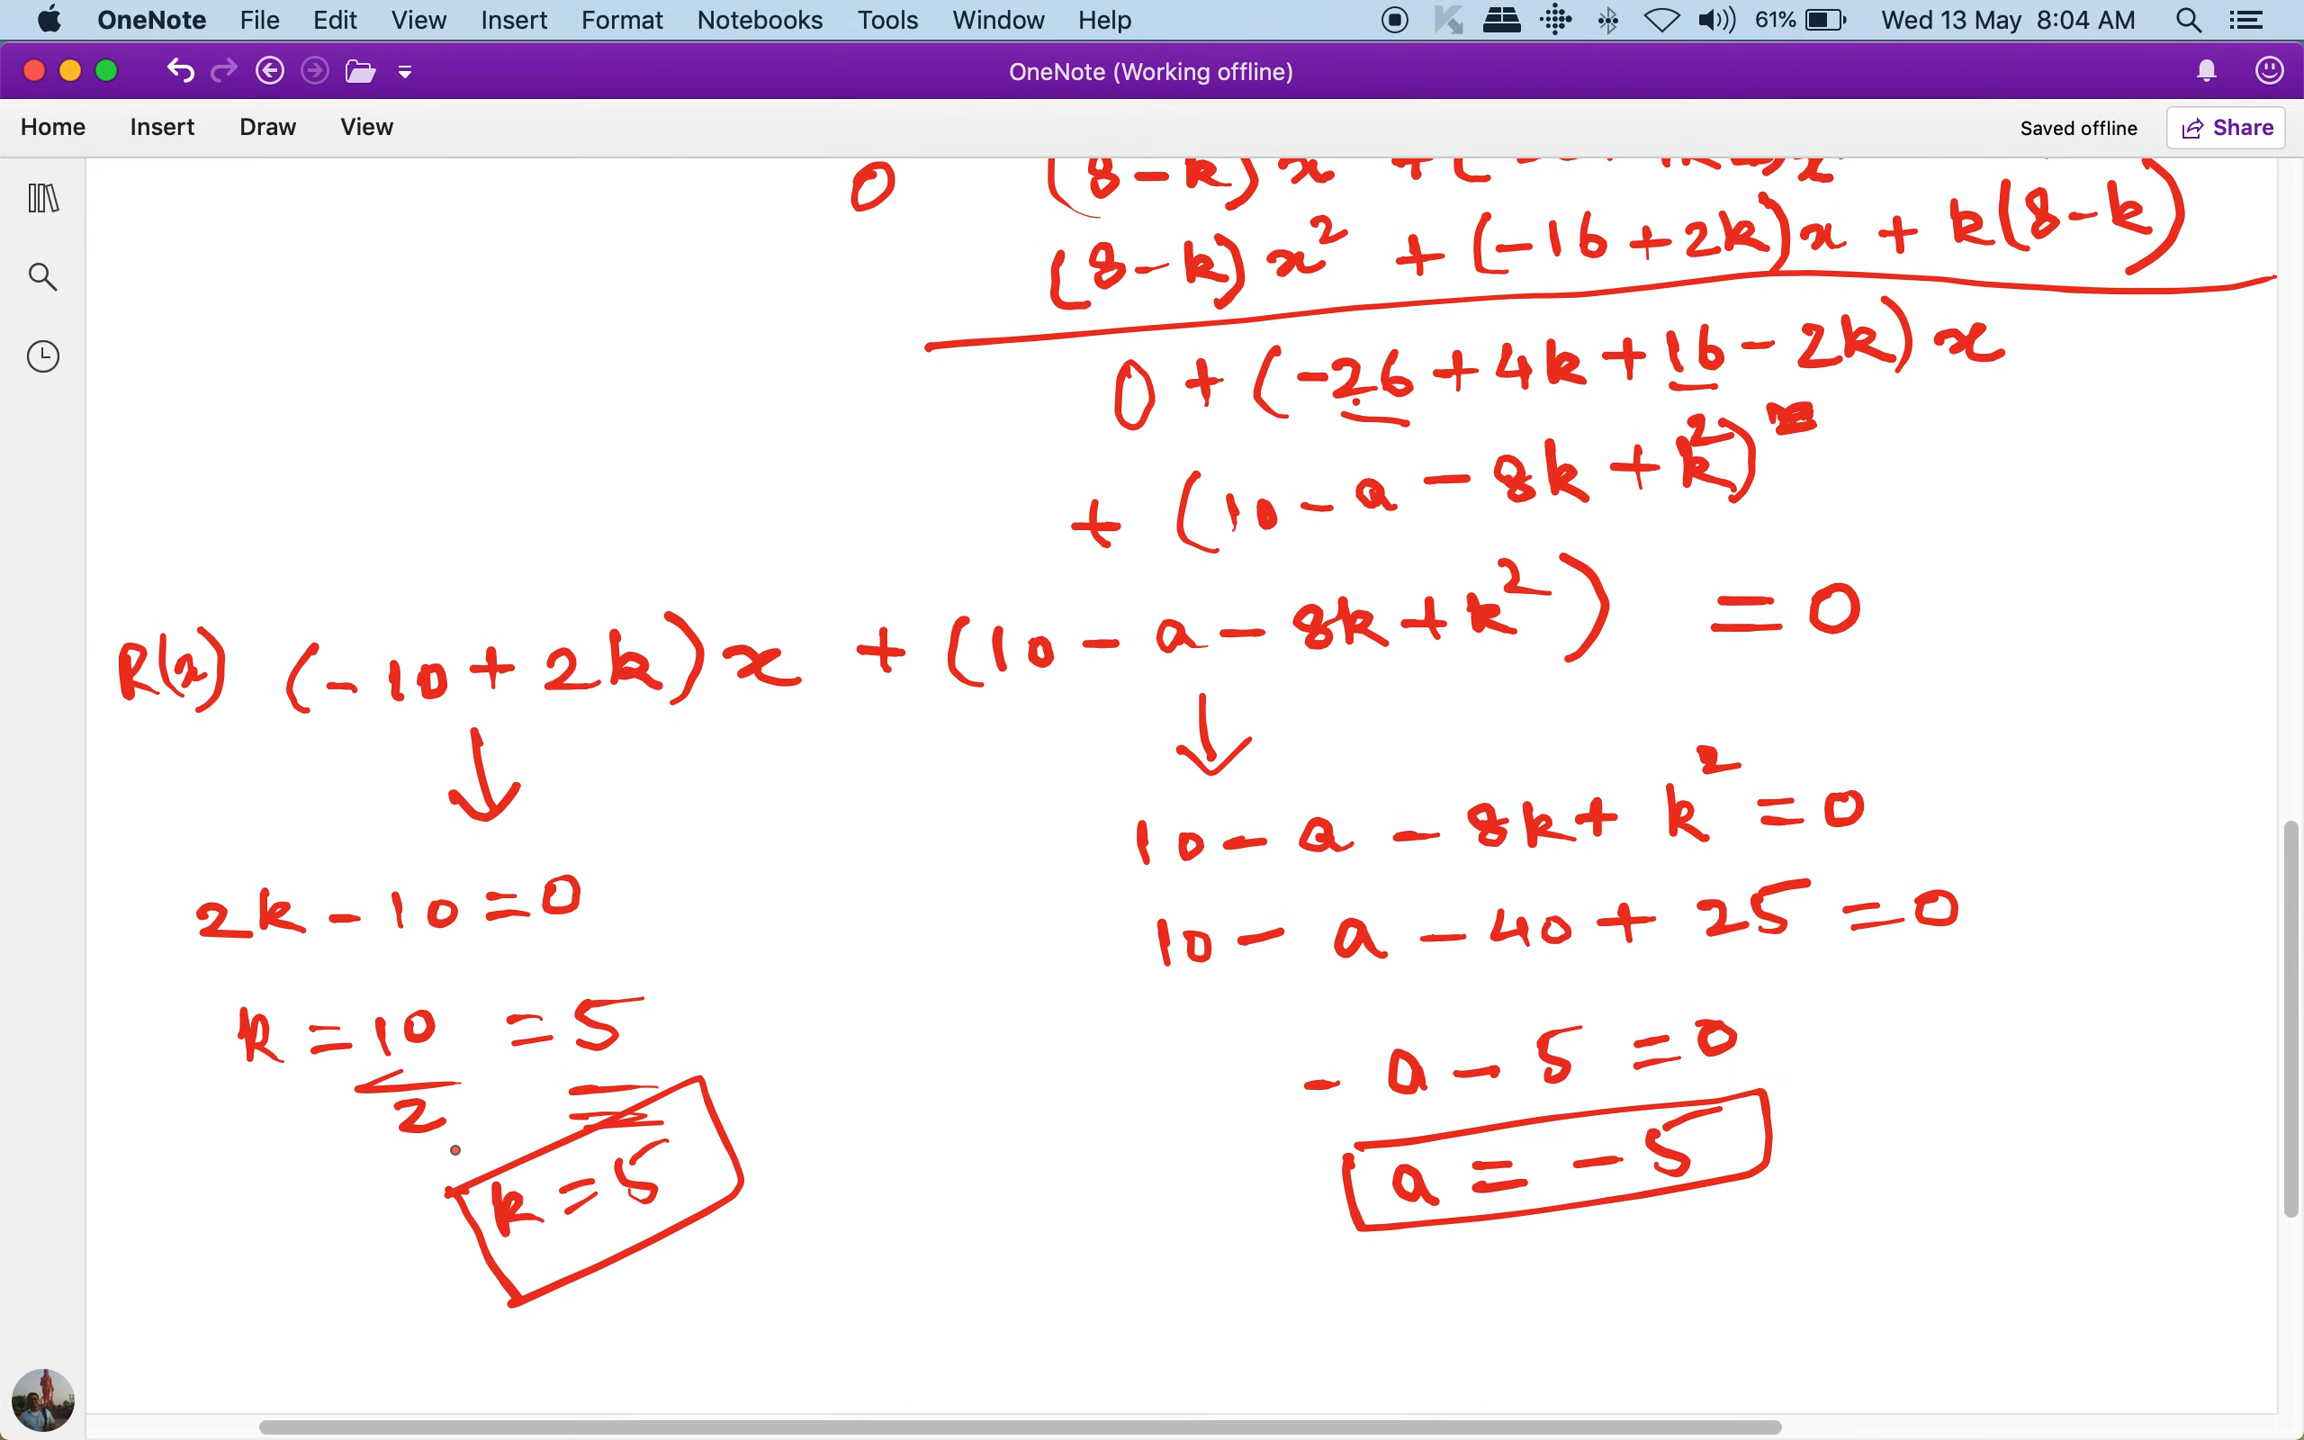 OneNote File Edit View Insert Format Notebooks Tools Window Help 61% Wed 13 May 8:04 AM
OneNote (Working offline)
Home Insert Draw View Saved offline Share
0 (8-k)x
(8-k)x² + (-16+2k)x + k(8-k)
0 + (-26+4k+16-2k)x
+ (10-a-8k+k²)
R(x) (-10+2k)x + (10-a-8k+k²) = 0
10-a-8k+k²=0
2k-10=0
10-a-40+25=0
k=10/2 =5
-a-5=0
k=5
a=-5